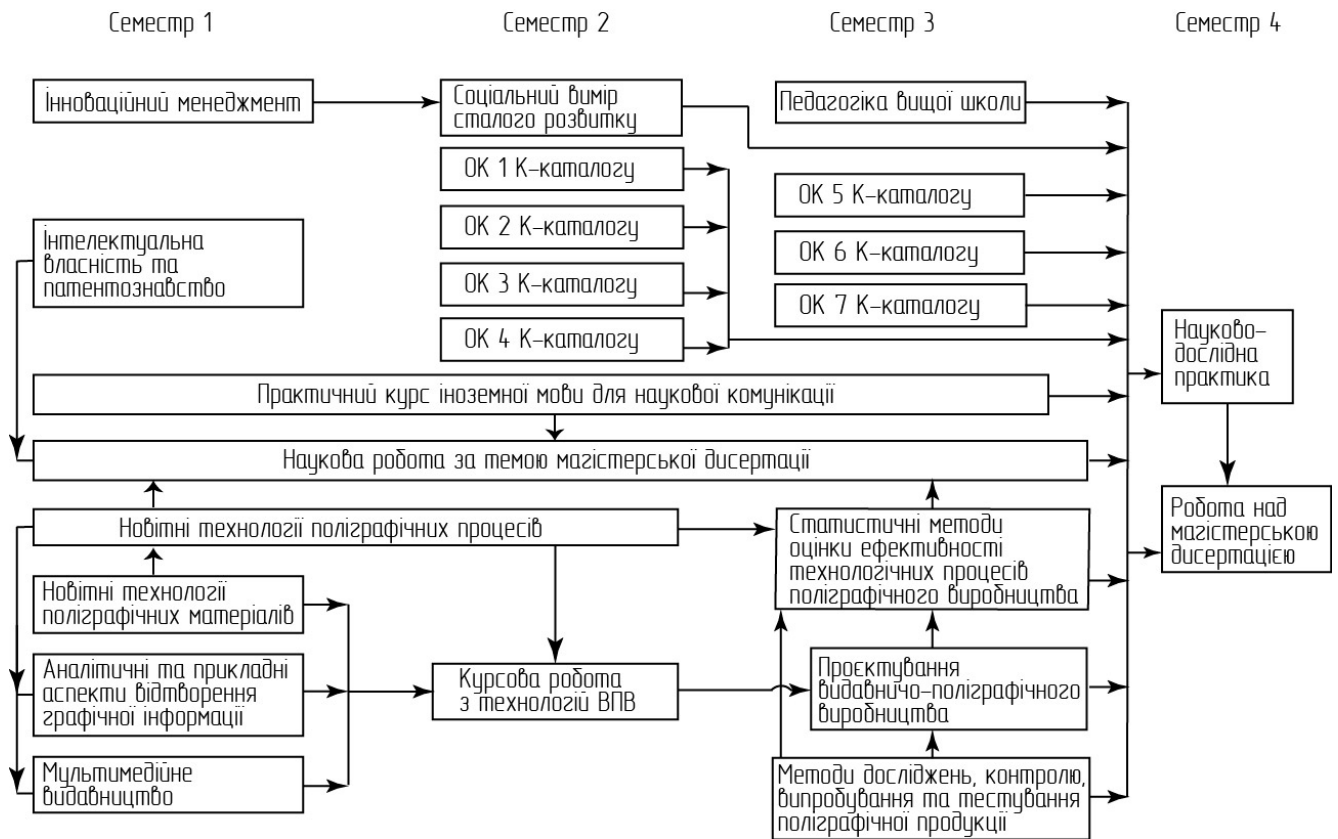 Семестр 1
Семестр 2
Семестр 3
Семестр 4
Інноваційний менеджмент
Соціальний вимір
сталого розвитку
Педагогіка вищої школи
ОК 1 К-каталогу
ОК 5 К-каталогу
ОК 2 К-каталогу
Інтелектуальна
власність та
патентознавство
ОК 6 К-каталогу
ОК 3 К-каталогу
ОК 7 К-каталогу
ОК 4 К-каталогу
Науково-
дослідна
практика
Практичний курс іноземної мови для наукової комунікації
Наукова робота за темою магістерської дисертації
Новітні технології поліграфічних процесів
Статистичні методи
оцінки ефективності
технологічних процесів
поліграфічного виробництва
Робота над
магістерською
дисертацією
Новітні технології
поліграфічних матеріалів
Аналітичні та прикладні
аспекти відтворення
графічної інформації
Курсова робота
з технологій ВПВ
Проєктування
видавничо-поліграфічного
виробництва
Мультимедійне
видавництво
Методи досліджень, контролю,
випробування та тестування
поліграфічної продукції